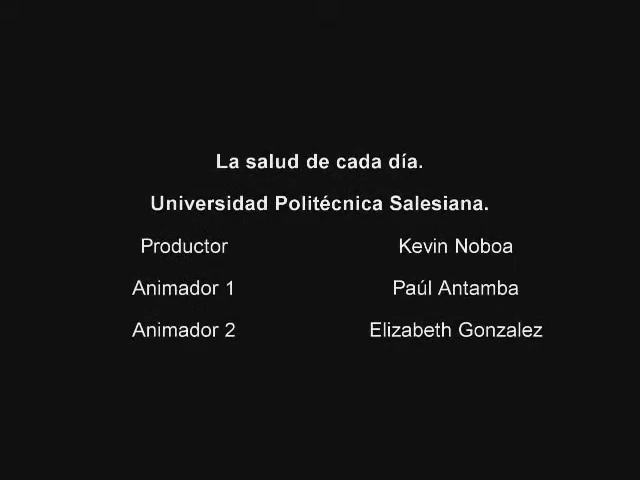 La salud de cada día.
Universidad Politécnica Salesiana.
Productor Kevin Noboa
Animador 1 Paúl Antamba
Animador 2 Elizabeth Gonzalez